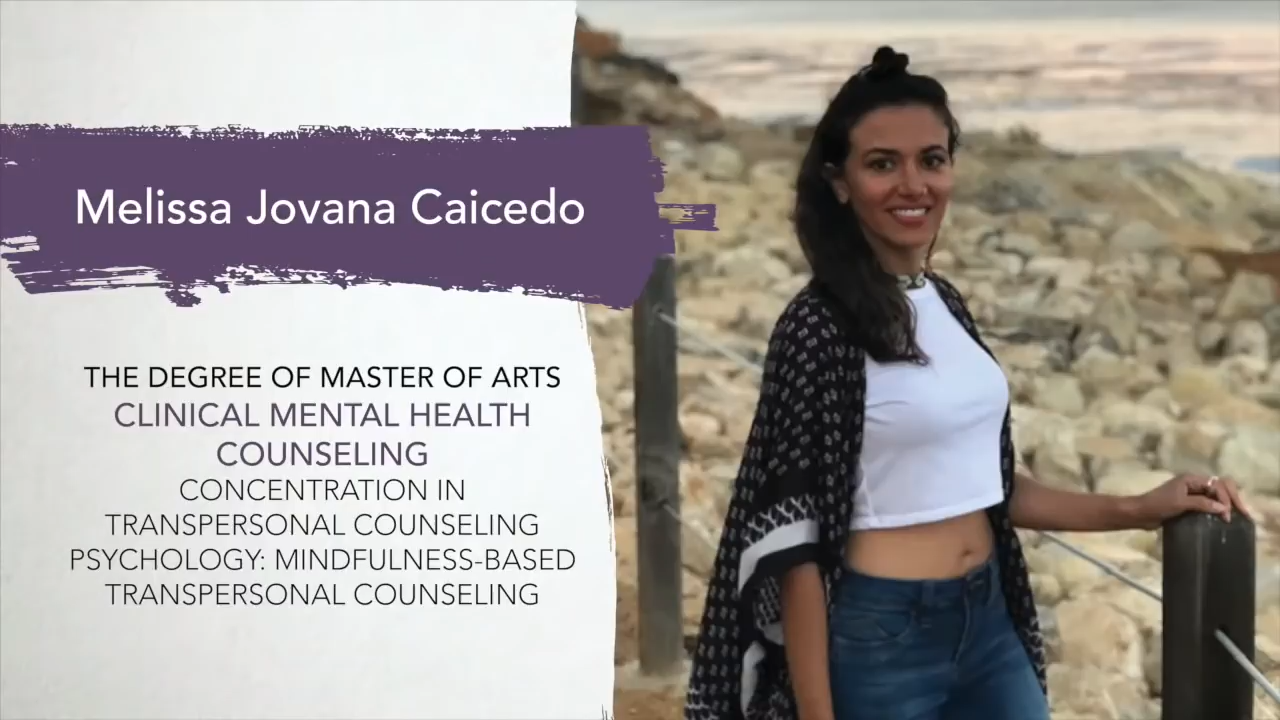 Melissa Jovana Caicedo
THE DEGREE OF MASTER OF ARTS
CLINICAL MENTAL HEALTH
COUNSELING
CONCENTRATION IN
TRANSPERSONAL COUNSELING
PSYCHOLOGY: MINDFULNESS-BASED
TRANSPERSONAL COUNSELING